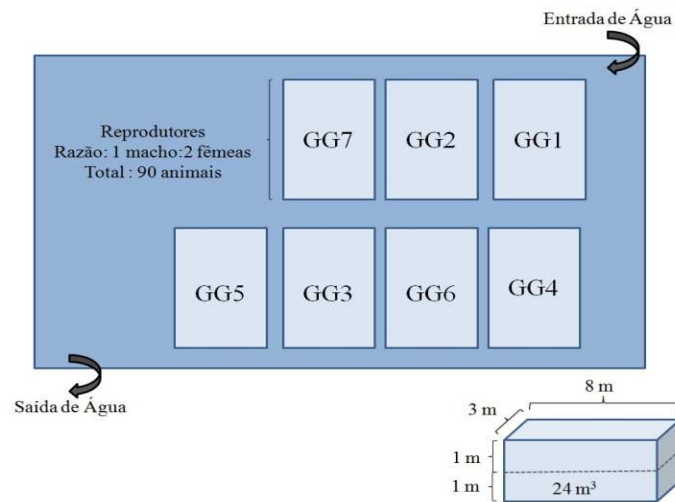 Entrada de Água
Reprodutores
Razão: 1 macho:2 fêmeas
Total : 90 animais
GG7
GG2
GG1
GG5
GG3
GG6
GG4
Saída de Água
8 m
3 m
1 m
1 m
24 m³